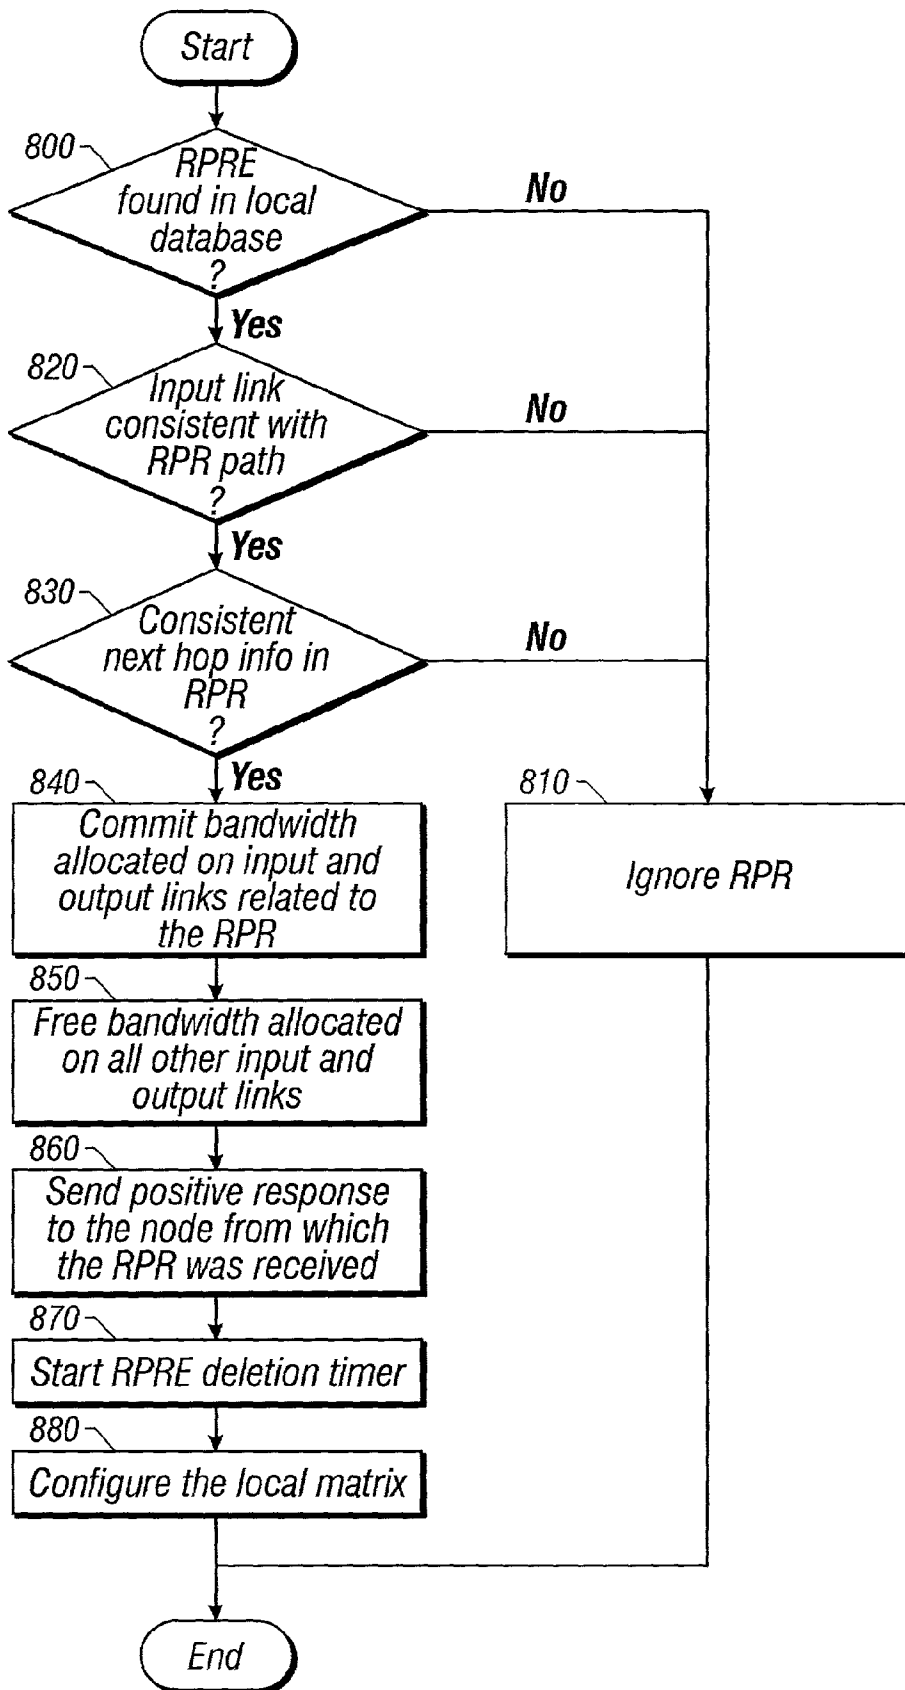 Start
800
RPRE
found in local
database
?
No
Yes
820
Input link
consistent with
RPR path
?
No
Yes
830
Consistent
next hop info in
RPR
?
No
Yes
840
Commit bandwidth
allocated on input and
output links related to
the RPR
810
Ignore RPR
850
Free bandwidth allocated
on all other input and
output links
860
Send positive response
to the node from which
the RPR was received
870
Start RPRE deletion timer
880
Configure the local matrix
End